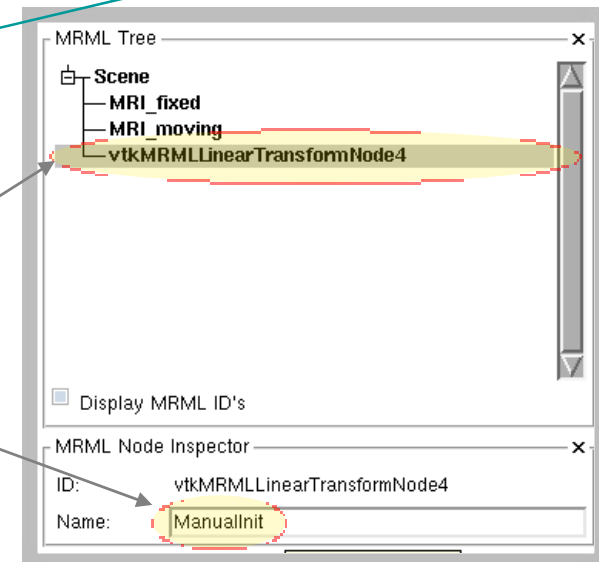 MRML Tree
Scene
MRI_fixed
MRI_moving
vtkMRMLLinearTransformNode4
Display MRML ID's
MRML Node Inspector
ID: vtkMRMLLinearTransformNode4
Name: ManualInit